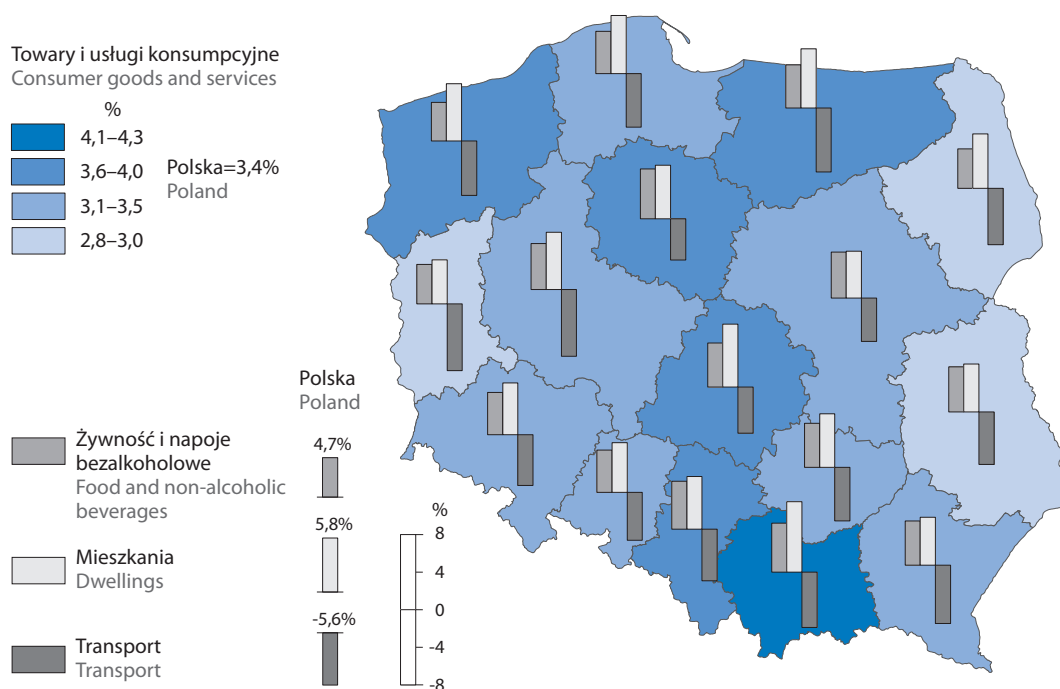 Towary i usługi konsumpcyjne
Consumer goods and services
%
4,1–4,3
3,6–4,0
Polska=3,4%
Poland
3,1–3,5
2,8–3,0
Polska
Poland
Żywność i napoje
bezalkoholowe
Food and non-alcoholic
beverages
4,7%
Mieszkania
Dwellings
5,8%
Transport
Transport
-5,6%
%
8
4
0
-4
-8